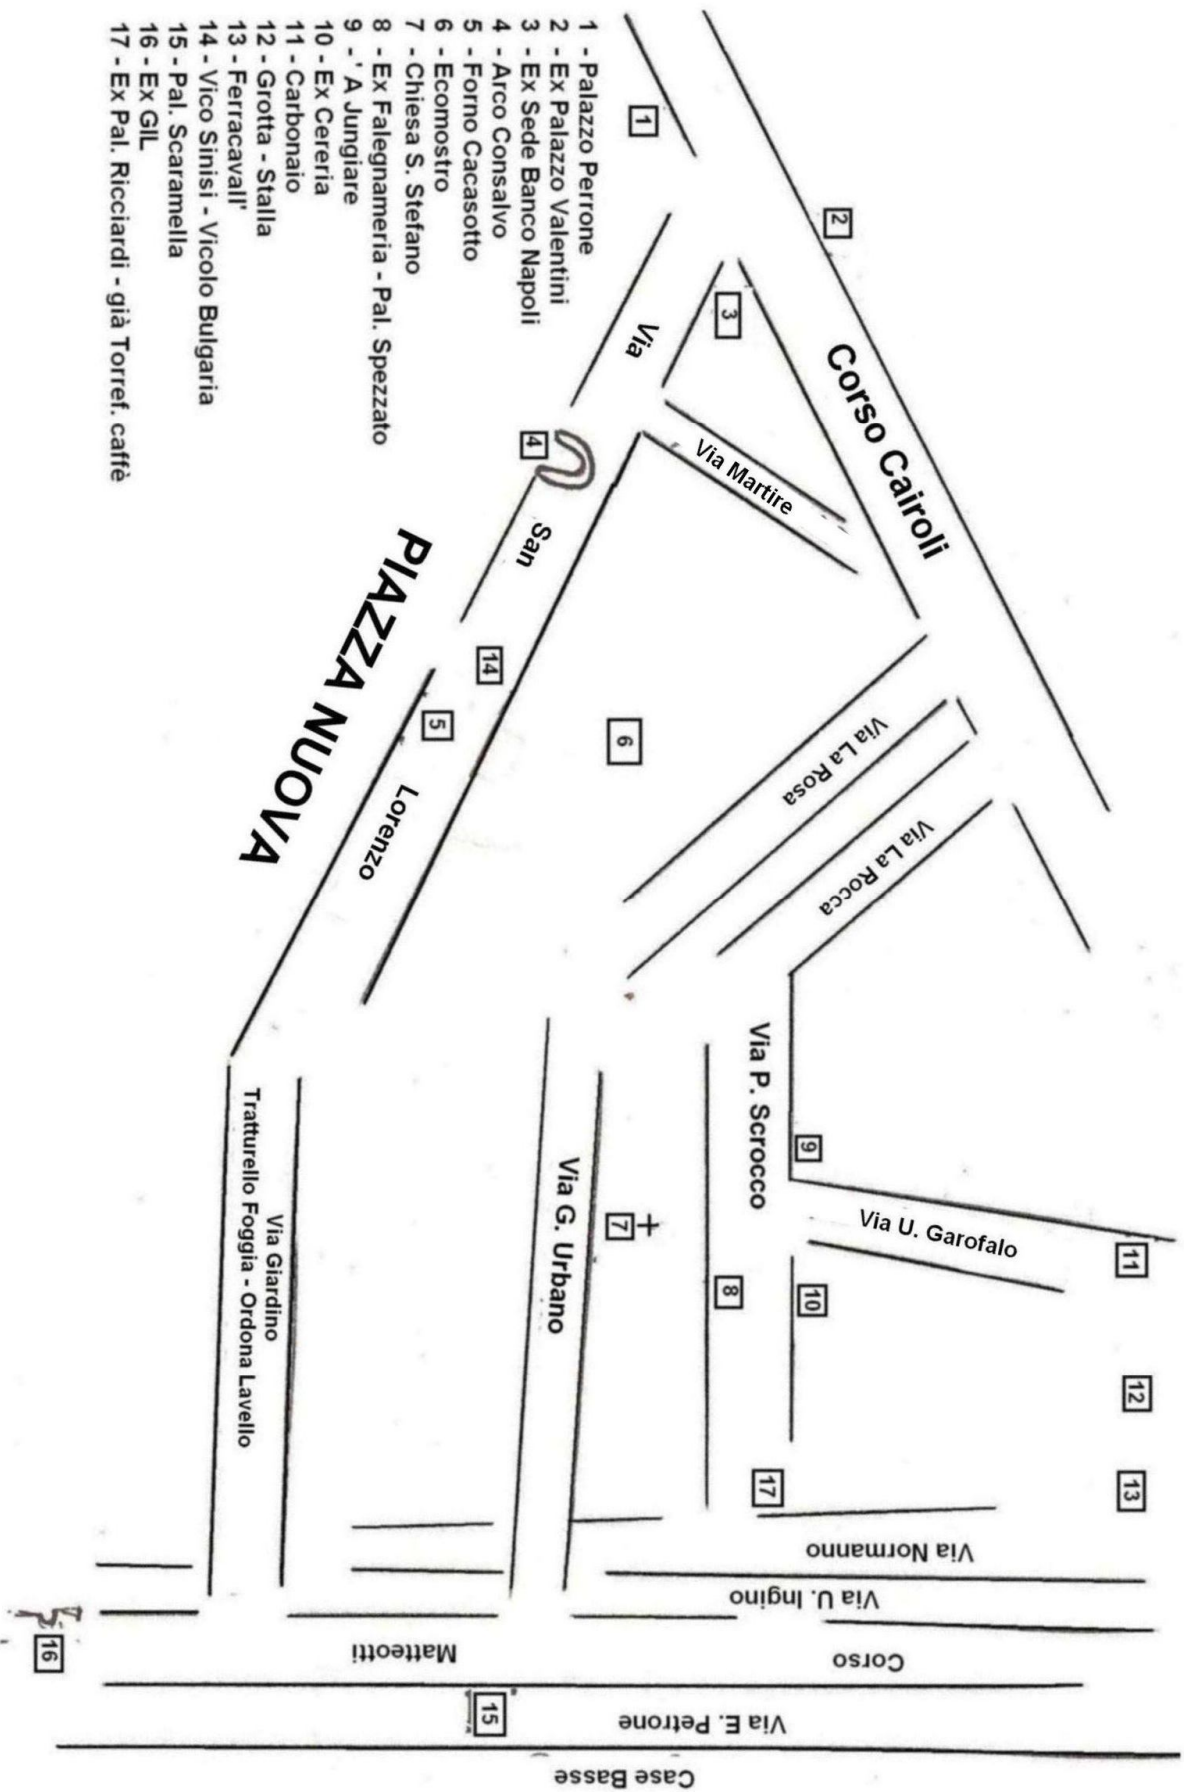 1 - Palazzo Perrone
2 - Ex Palazzo Valentini
3 - Ex Sede Banco Napoli
4 - Arco Consalvo
5 - Forno Cacasotto
6 - Ecomostro
7 - Chiesa S. Stefano
8 - Ex Falegnameria - Pal. Spezzato
9 - ' A Jungiare
10 - Ex Cereria
11 - Carbonaio
12 - Grotta - Stalla
13 - Ferracavall'
14 - Vico Sinisi - Vicolo Bulgaria
15 - Pal. Scaramella
16 - Ex GIL
17 - Ex Pal. Ricciardi - già Torref. caffè
1
2
3
Corso Cairoli
Via
San
Lorenzo
Via Martire
4
14
5
6
PIAZZA NUOVA
Via La Rosa
Via La Rocca
Via P. Scrocco
9
Via U. Garofalo
11
10
12
13
8
7
17
Via G. Urbano
Via Giardino
Tratturello Foggia - Ordona Lavello
Via Normanno
Via U. Ingino
Corso
Matteotti
16
15
Via E. Petrone
Case Basse